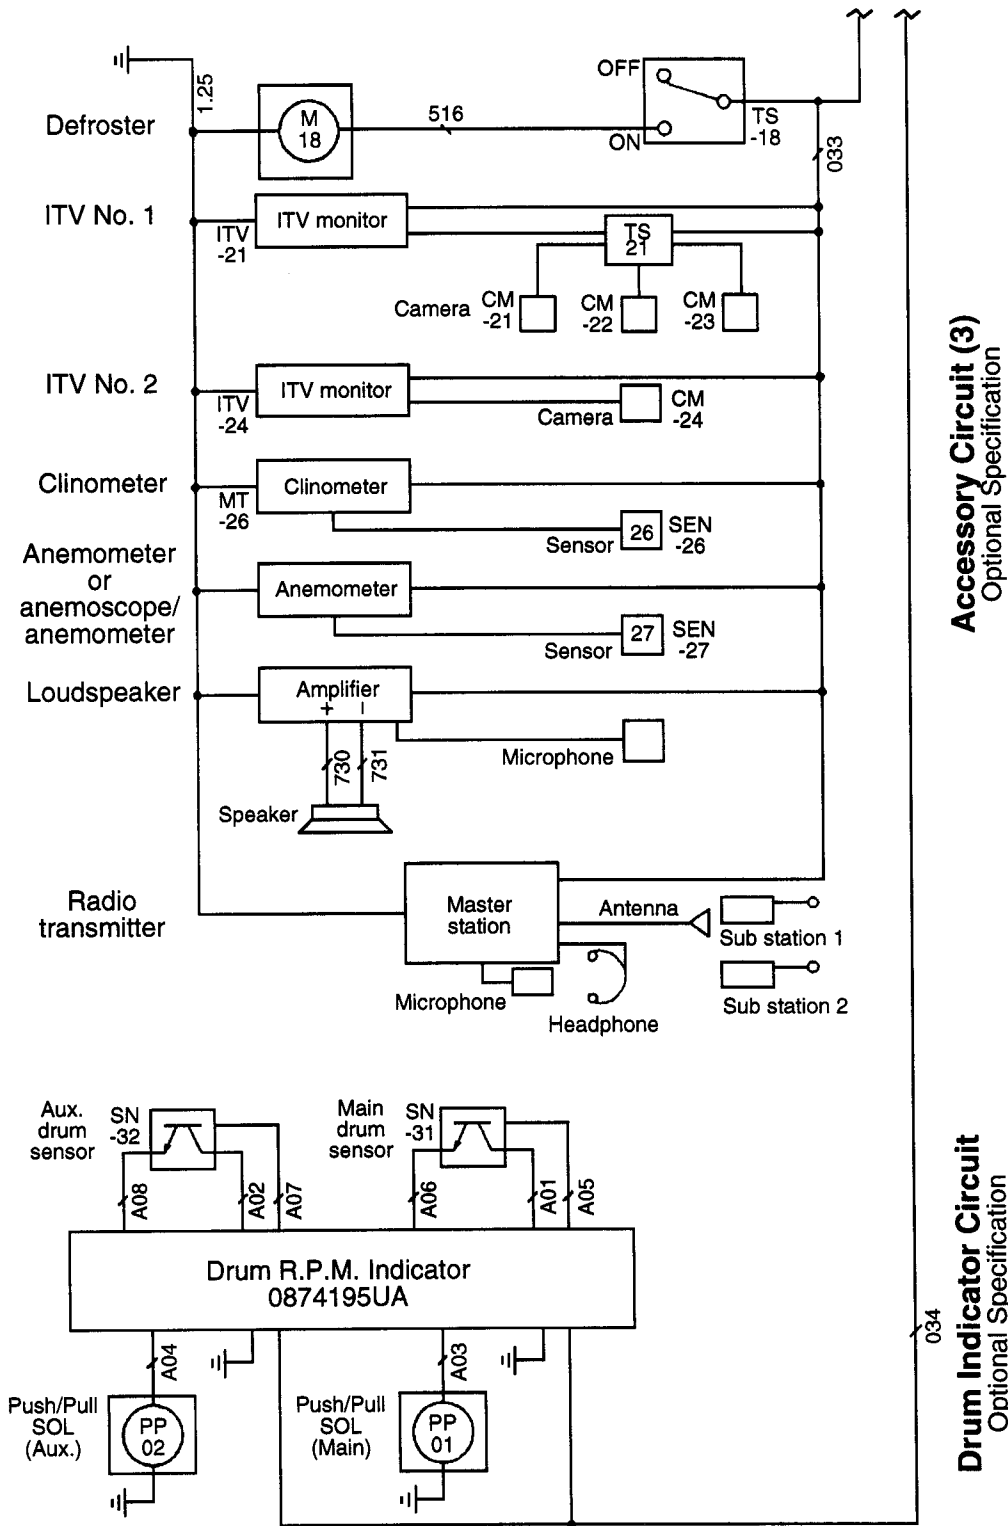 1.25
Defroster
M
18
516
OFF
ON
TS
-18
033
ITV No. 1
ITV
-21
ITV monitor
TS
21
Camera
CM
-21
CM
-22
CM
-23
ITV No. 2
ITV
-24
ITV monitor
Camera
CM
-24
Clinometer
MT
-26
Clinometer
Sensor
26
SEN
-26
Anemometer
or
anemoscope/
anemometer
Anemometer
Sensor
27
SEN
-27
Loudspeaker
Amplifier
+ –
730
731
Microphone
Speaker
Radio
transmitter
Master
station
Antenna
Sub station 1
Sub station 2
Microphone
Headphone
Accessory Circuit (3)
Optional Specification
Aux.
drum
sensor
SN
-32
A08
A02
A07
Main
drum
sensor
SN
-31
A06
A01
A05
Drum R.P.M. Indicator
0874195UA
A04
A03
034
Push/Pull
SOL
(Aux.)
PP
02
Push/Pull
SOL
(Main)
PP
01
Drum Indicator Circuit
Optional Specification